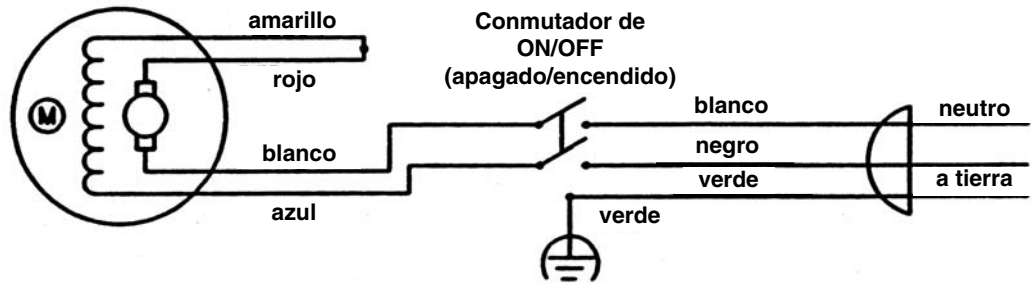 amarillo
rojo
M
blanco
azul
Conmutador de
ON/OFF
(apagado/encendido)
blanco
negro
verde
verde
neutro
a tierra